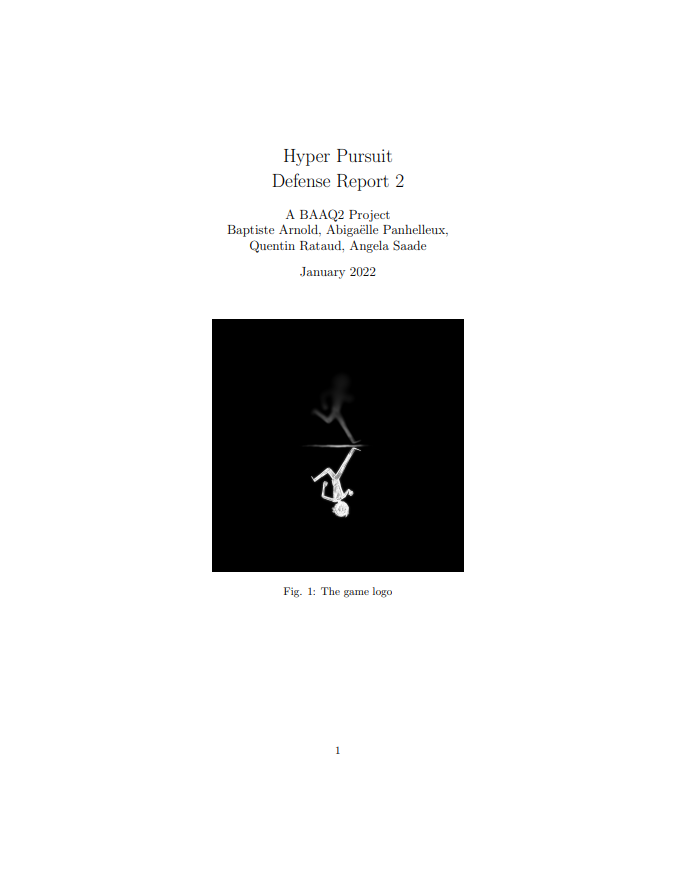 Hyper Pursuit
Defense Report 2
A BAAQ2 Project
Baptiste Arnold, Abigaëlle Panhelleux,
Quentin Rataud, Angela Saade
January 2022
Fig. 1: The game logo
1